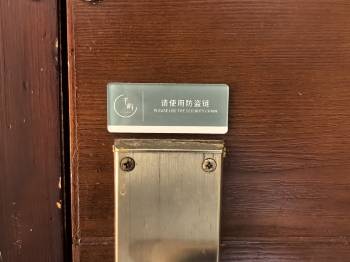 请使用防盗链
PLEASE USE THE SECURITY CHAIN